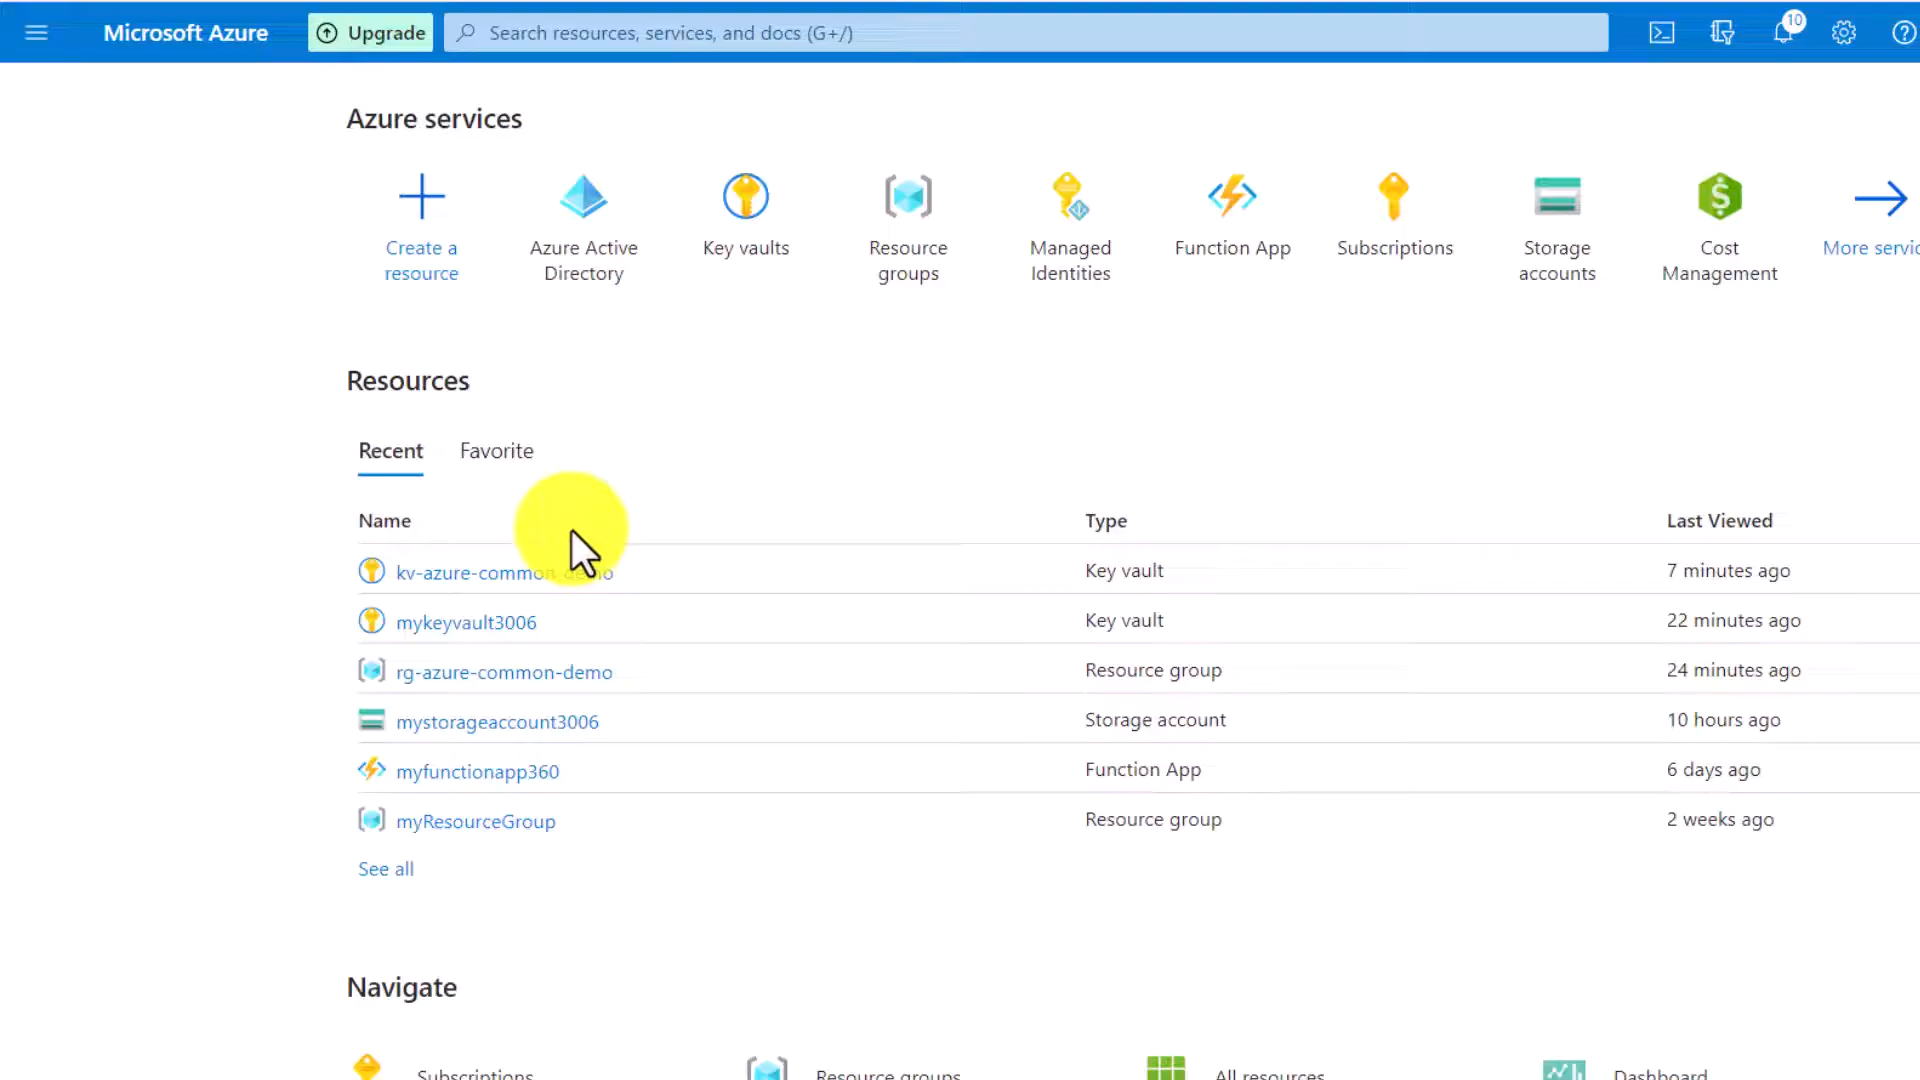 Microsoft Azure
Upgrade
Search resources, services, and docs (G+/)
10
Azure services
Create a
resource
Azure Active
Directory
Key vaults
Resource
groups
Managed
Identities
Function App
Subscriptions
Storage
accounts
Cost
Management
More servic
Resources
Recent Favorite
Name Type Last Viewed
kv-azure-common-demo Key vault 7 minutes ago
mykeyvault3006 Key vault 22 minutes ago
rg-azure-common-demo Resource group 24 minutes ago
mystorageaccount3006 Storage account 10 hours ago
myfunctionapp360 Function App 6 days ago
myResourceGroup Resource group 2 weeks ago
See all
Navigate
Subscriptions Resource groups All resources Dashboard